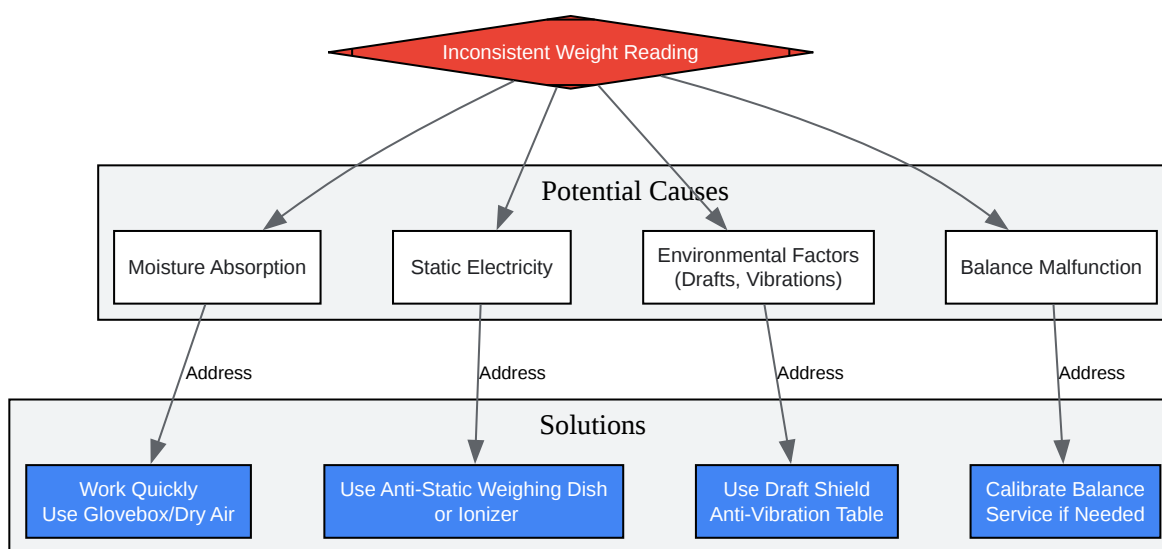 Inconsistent Weight Reading
Potential Causes
Moisture Absorption
Static Electricity
Environmental Factors
(Drafts, Vibrations)
Balance Malfunction
Address
Address
Address
Address
Solutions
Work Quickly
Use Glovebox/Dry Air
Use Anti-Static Weighing Dish
or Ionizer
Use Draft Shield
Anti-Vibration Table
Calibrate Balance
Service if Needed